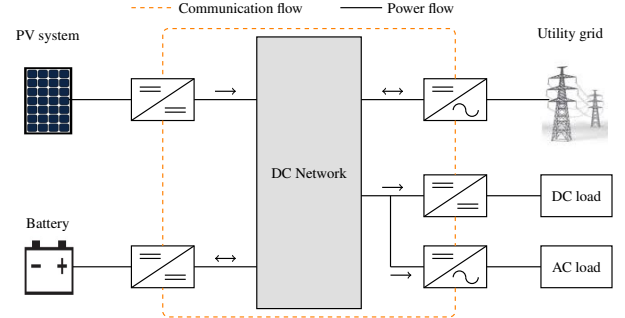 Communication flow
Power flow
PV system
Utility grid
DC Network
DC load
Battery
AC load